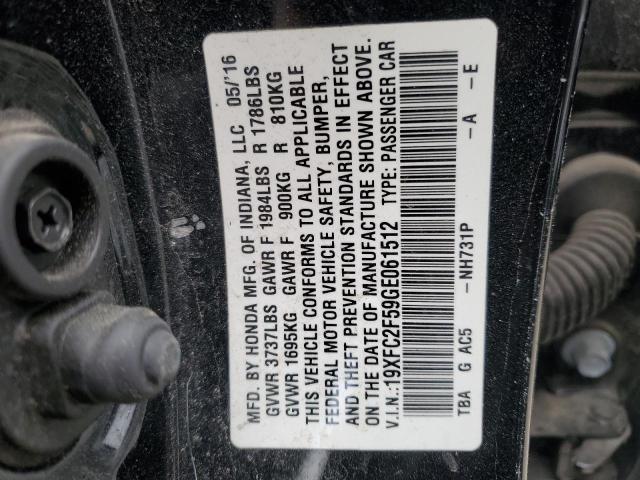 MFD. BY HONDA MFG. OF INDIANA, LLC 05/'16
GVWR 3737LBS GAWR F 1984LBS R 1786LBS
GVWR 1695KG GAWR F 900KG R 810KG
THIS VEHICLE CONFORMS TO ALL APPLICABLE
FEDERAL MOTOR VEHICLE SAFETY, BUMPER,
AND THEFT PREVENTION STANDARDS IN EFFECT
ON THE DATE OF MANUFACTURE SHOWN ABOVE.
V.I.N.:19XFC2F59GE061512 TYPE: PASSENGER CAR
TBA G AC5 -NH731P -A -E